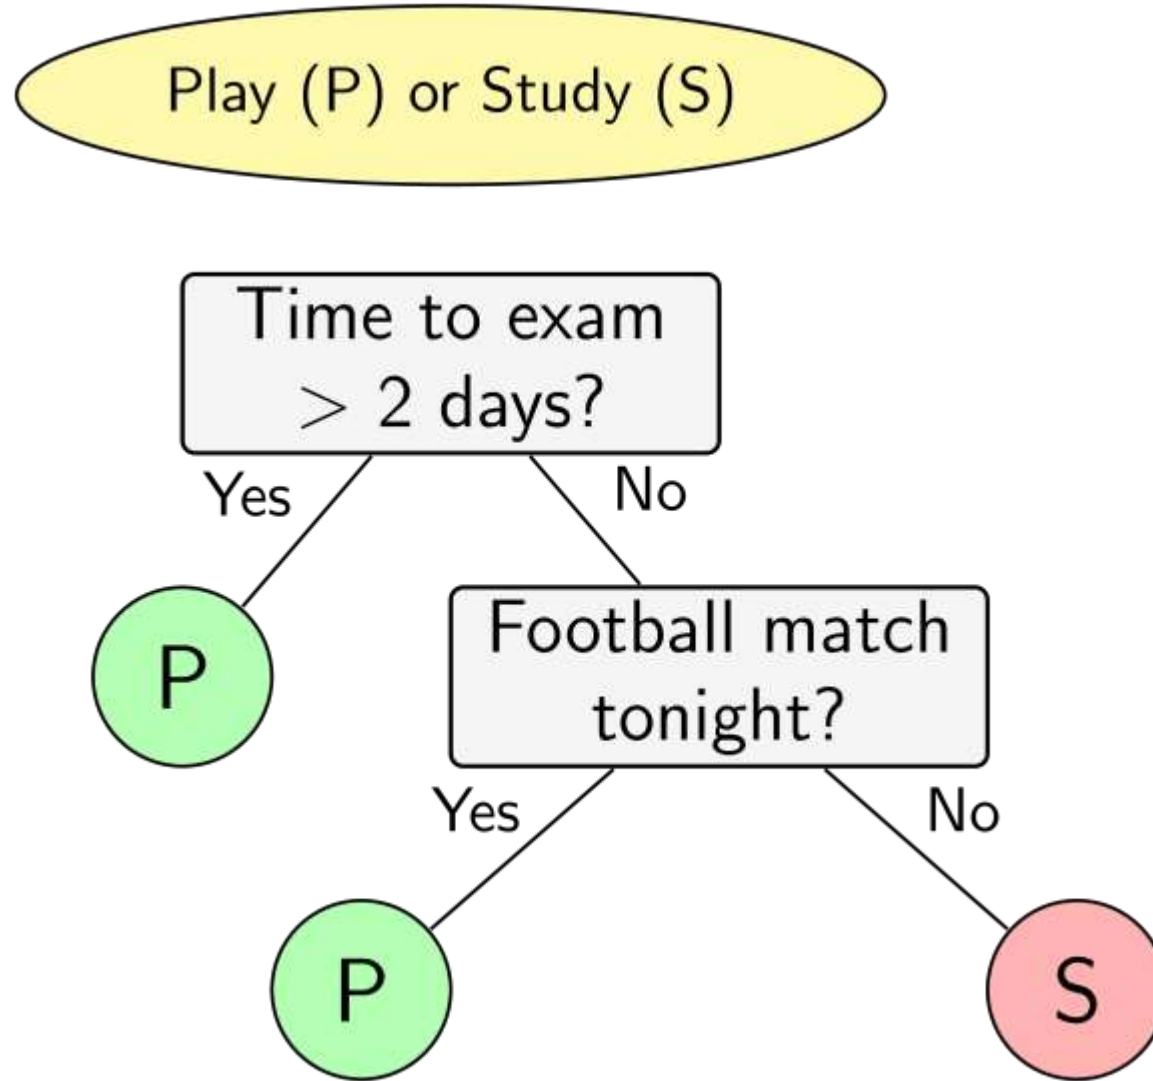 Play (P) or Study (S)
Time to exam
> 2 days?
Yes
No
P
Football match
tonight?
Yes
No
P
S